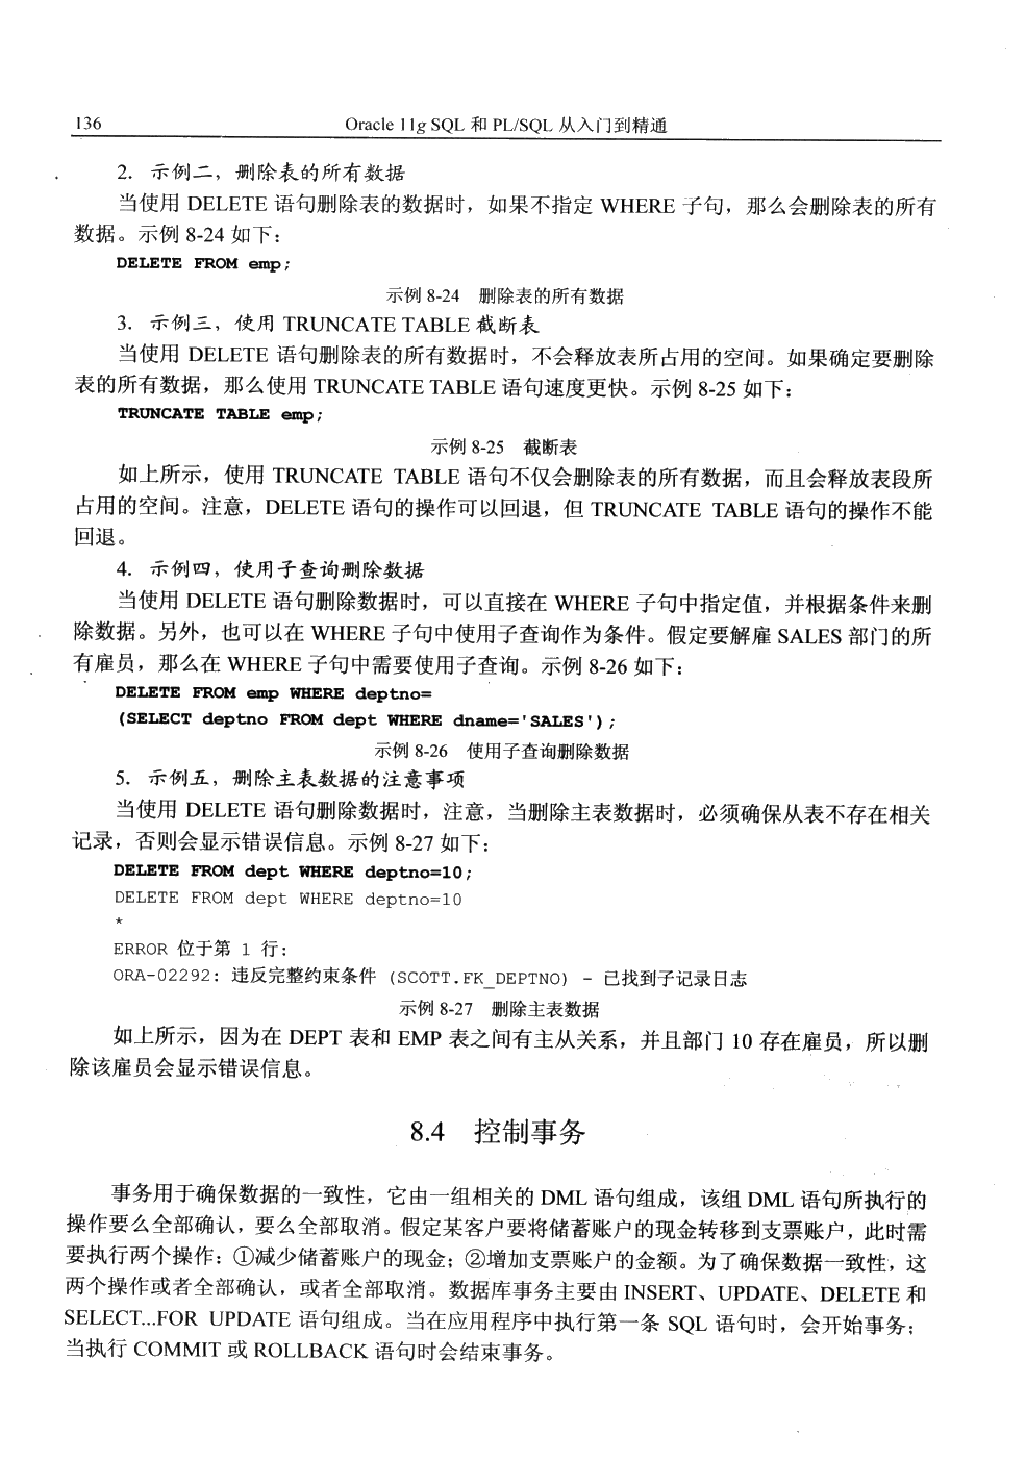 136
Oracle 11g SQL 和 PL/SQL 从入门到精通
2. 示例二，删除表的所有数据
当使用 DELETE 语句删除表的数据时，如果不指定 WHERE 子句，那么会删除表的所有
数据。示例 8-24 如下：
DELETE FROM emp;
示例 8-24 删除表的所有数据
3. 示例三，使用 TRUNCATE TABLE 截断表
当使用 DELETE 语句删除表的所有数据时，不会释放表所占用的空间。如果确定要删除
表的所有数据，那么使用 TRUNCATE TABLE 语句速度更快。示例 8-25 如下：
TRUNCATE TABLE emp;
示例 8-25 截断表
如上所示，使用 TRUNCATE TABLE 语句不仅会删除表的所有数据，而且会释放表段所
占用的空间。注意，DELETE 语句的操作可以回退，但 TRUNCATE TABLE 语句的操作不能
回退。
4. 示例四，使用子查询删除数据
当使用 DELETE 语句删除数据时，可以直接在 WHERE 子句中指定值，并根据条件来删
除数据。另外，也可以在 WHERE 子句中使用子查询作为条件。假定要解雇 SALES 部门的所
有雇员，那么在 WHERE 子句中需要使用子查询。示例 8-26 如下：
DELETE FROM emp WHERE deptno=
(SELECT deptno FROM dept WHERE dname='SALES');
示例 8-26 使用子查询删除数据
5. 示例五，删除主表数据的注意事项
当使用 DELETE 语句删除数据时，注意，当删除主表数据时，必须确保从表不存在相关
记录，否则会显示错误信息。示例 8-27 如下：
DELETE FROM dept WHERE deptno=10;
DELETE FROM dept WHERE deptno=10
*
ERROR 位于第 1 行：
ORA-02292: 违反完整约束条件 (SCOTT.FK_DEPTNO) - 已找到子记录日志
示例 8-27 删除主表数据
如上所示，因为在 DEPT 表和 EMP 表之间有主从关系，并且部门 10 存在雇员，所以删
除该雇员会显示错误信息。
8.4 控制事务
事务用于确保数据的一致性，它由一组相关的 DML 语句组成，该组 DML 语句所执行的
操作要么全部确认，要么全部取消。假定某客户要将储蓄账户的现金转移到支票账户，此时需
要执行两个操作：①减少储蓄账户的现金；②增加支票账户的金额。为了确保数据一致性，这
两个操作或者全部确认，或者全部取消。数据库事务主要由 INSERT、UPDATE、DELETE 和
SELECT...FOR UPDATE 语句组成。当在应用程序中执行第一条 SQL 语句时，会开始事务；
当执行 COMMIT 或 ROLLBACK 语句时会结束事务。